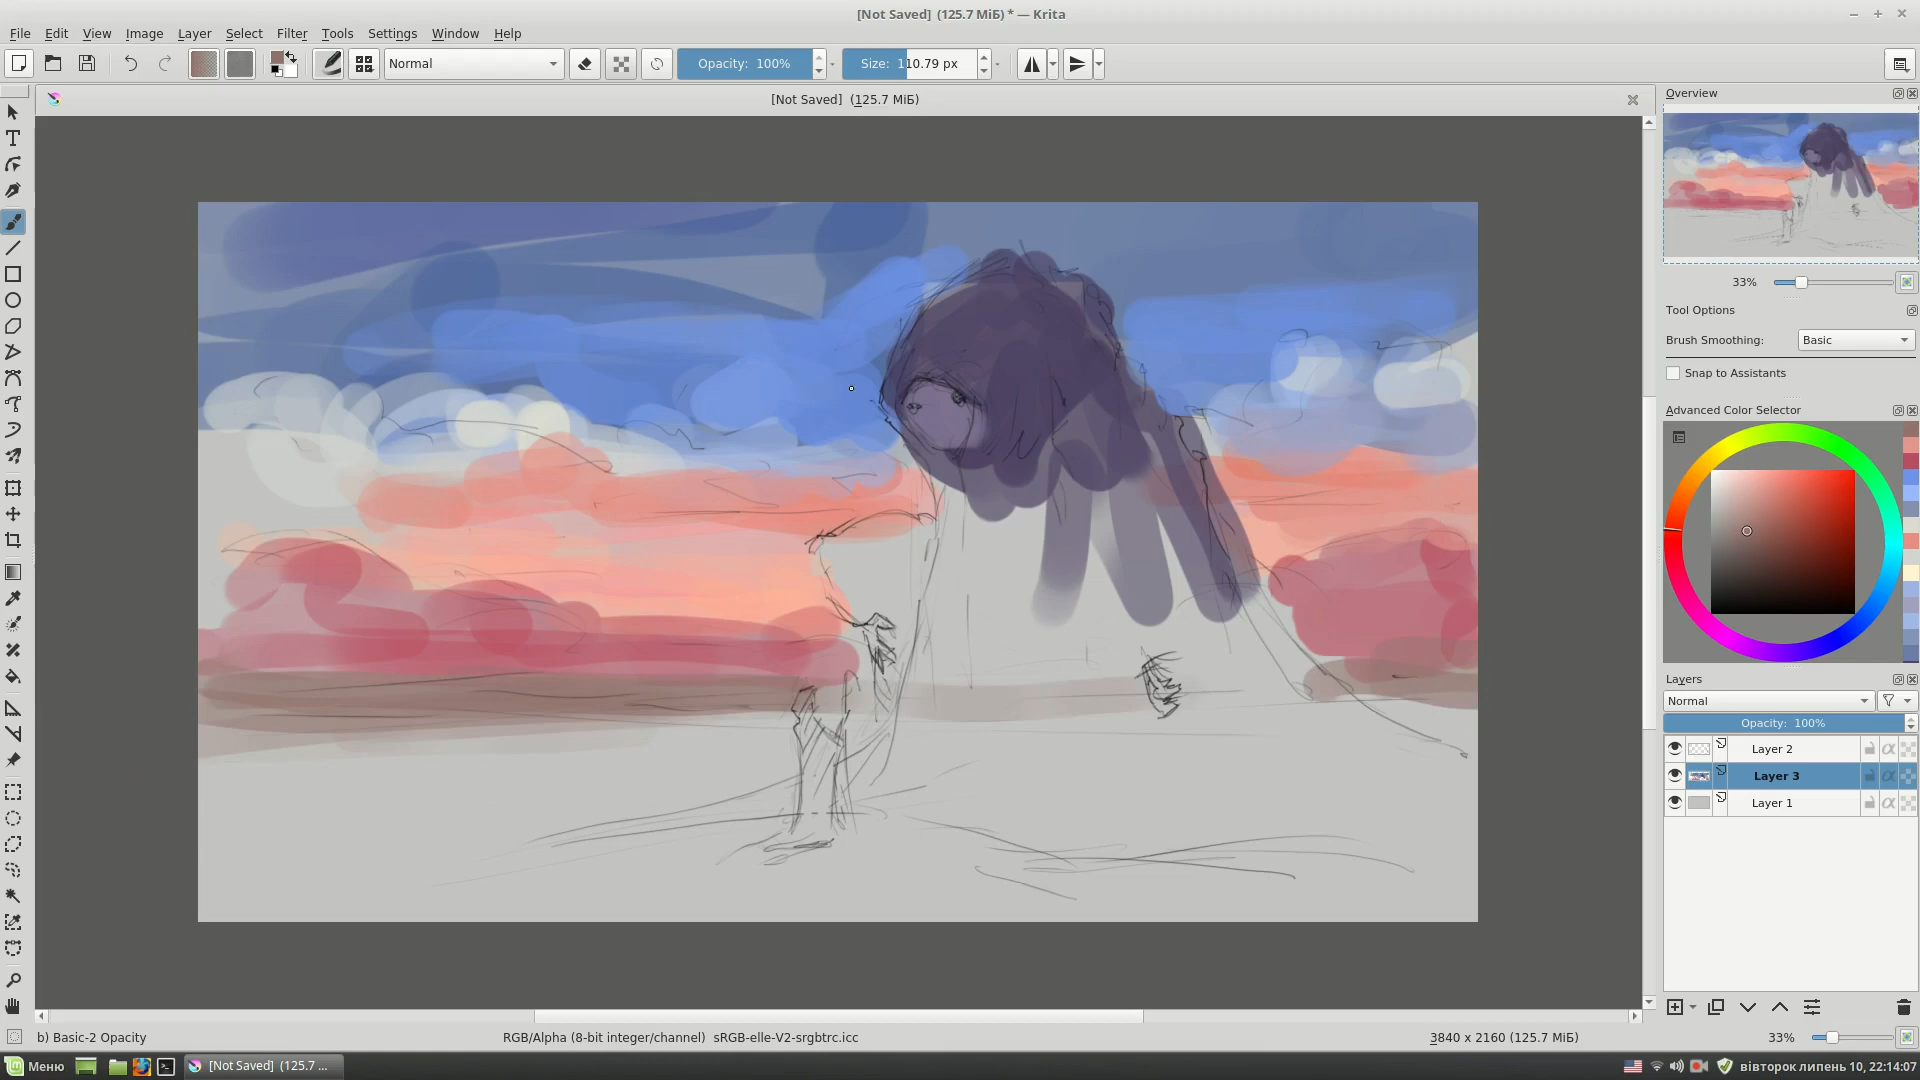 [Not Saved]  (125.7 МіБ) * — Krita
File Edit View Image Layer Select Filter Tools Settings Window Help
Normal
Opacity: 100%
Size: 110.79 px
[Not Saved]  (125.7 МіБ)
Overview
33%
Tool Options
Brush Smoothing: Basic
Snap to Assistants
Advanced Color Selector
Layers
Normal
Opacity: 100%
Layer 2
Layer 3
Layer 1
b) Basic-2 Opacity
RGB/Alpha (8-bit integer/channel)  sRGB-elle-V2-srgbtrc.icc
3840 x 2160 (125.7 МіБ)
33%
Меню
[Not Saved]  (125.7 ...
вівторок липень 10, 22:14:07